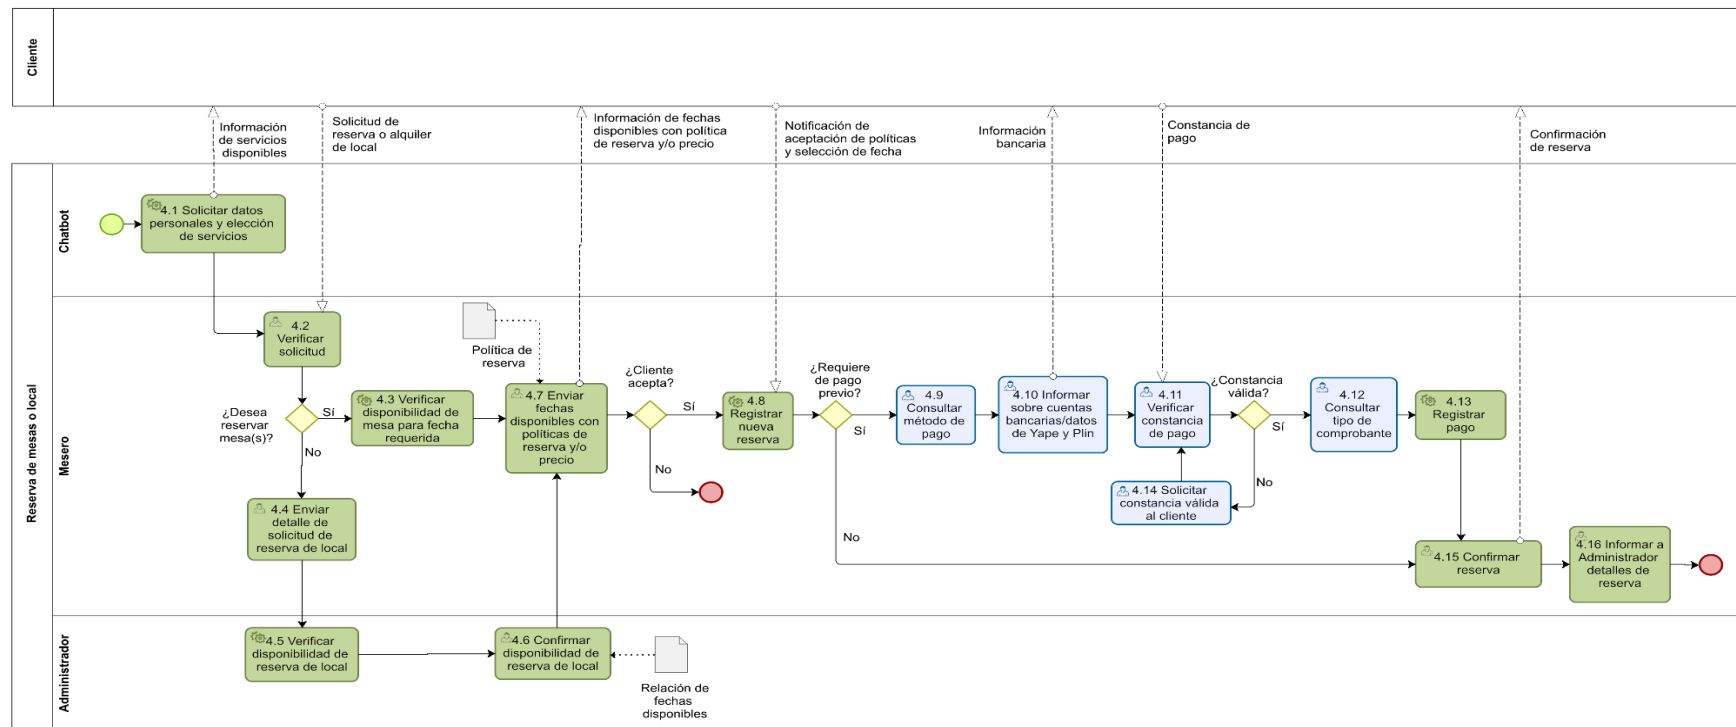 Cliente
Información
de servicios
disponibles
Solicitud de
reserva o alquiler
de local
Información de fechas
disponibles con política
de reserva y/o precio
Notificación de
aceptación de políticas
y selección de fecha
Información
bancaria
Constancia de
pago
Confirmación
de reserva
Reserva de mesas o local
Chatbot
4.1 Solicitar datos
personales y elección
de servicios
Mesero
4.2
Verificar
solicitud
¿Desea
reservar
mesa(s)?
Sí
No
4.3 Verificar
disponibilidad de
mesa para fecha
requerida
4.4 Enviar
detalle de
solicitud de
reserva de local
Política de
reserva
4.7 Enviar
fechas
disponibles con
políticas de
reserva y/o
precio
¿Cliente
acepta?
Sí
No
4.8
Registrar
nueva
reserva
¿Requiere
de pago
previo?
Sí
No
4.9
Consultar
método de
pago
4.10 Informar
sobre cuentas
bancarias/datos
de Yape y Plin
4.11
Verificar
constancia
de pago
¿Constancia
válida?
Sí
No
4.14 Solicitar
constancia válida
al cliente
4.12
Consultar
tipo de
comprobante
4.13
Registrar
pago
4.15 Confirmar
reserva
4.16 Informar a
Administrador
detalles de
reserva
Administrador
4.5 Verificar
disponibilidad de
reserva de local
4.6 Confirmar
disponibilidad de
reserva de local
Relación de
fechas
disponibles